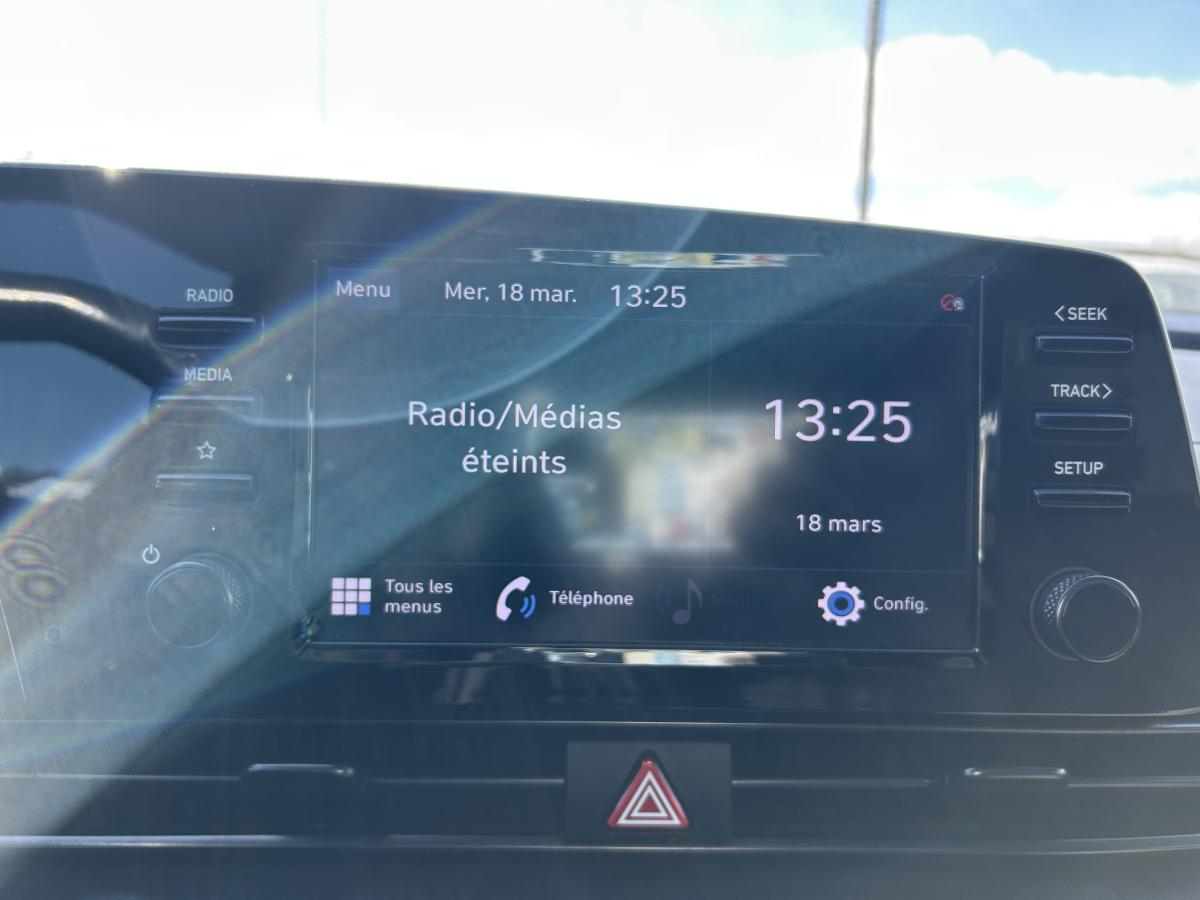 RADIO
MEDIA
Menu
Mer, 18 mar.
13:25
Radio/Médias
éteints
13:25
18 mars
Tous les
menus
Téléphone
Média
Config.
<SEEK
TRACK>
SETUP